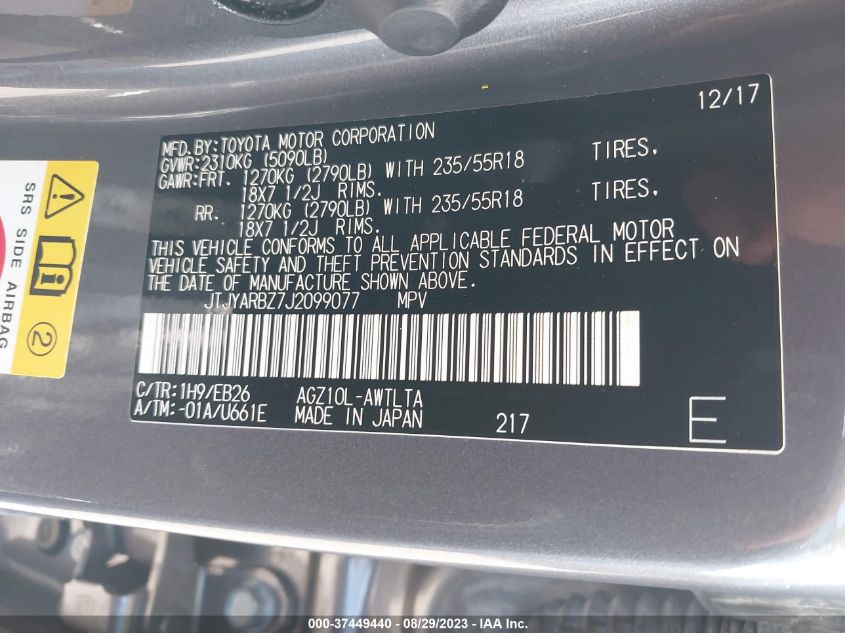 12/17
MFD. BY:TOYOTA MOTOR CORPORATION
GVWR:2310KG (5090LB)
GAWR:FRT. 1270KG (2790LB) WITH 235/55R18 TIRES,
18X7 1/2J RIMS.
RR. 1270KG (2790LB) WITH 235/55R18 TIRES,
18X7 1/2J RIMS.
THIS VEHICLE CONFORMS TO ALL APPLICABLE FEDERAL MOTOR
VEHICLE SAFETY AND THEFT PREVENTION STANDARDS IN EFFECT ON
THE DATE OF MANUFACTURE SHOWN ABOVE.
JTJYARBZ7J2099077 MPV
C/TR:1H9/EB26 AGZ10L-AWTLTA
A/TM:-01A/U661E MADE IN JAPAN 217 E
SRS SIDE AIRBAG
2
000-37449440 - 08/29/2023 - IAA Inc.